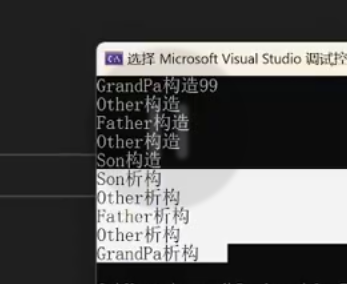 选择 Microsoft Visual Studio 调试控
GrandPa构造99
Other构造
Father构造
Other构造
Son构造
Son析构
Other析构
Father析构
Other析构
GrandPa析构